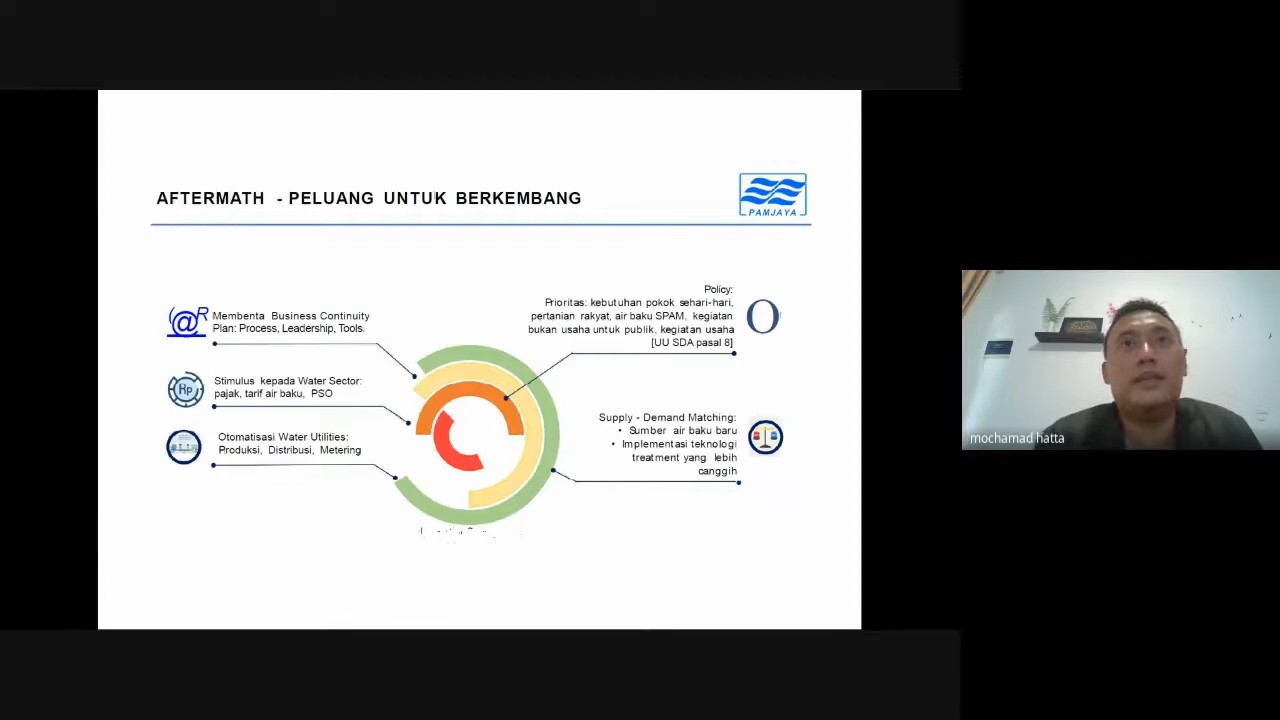 AFTERMATH - PELUANG UNTUK BERKEMBANG
PAMJAYA
@R
Membenta Business Continuity
Plan: Process, Leadership, Tools.
Rp
Stimulus kepada Water Sector:
pajak, tarif air baku, PSO
Otomatisasi Water Utilities:
Produksi, Distribusi, Metering
Policy:
Prioritas: kebutuhan pokok sehari-hari,
pertanian rakyat, air baku SPAM, kegiatan
bukan usaha untuk publik, kegiatan usaha
[UU SDA pasal 8]
O
Supply - Demand Matching:
• Sumber air baku baru
• Implementasi teknologi
treatment yang lebih
canggih
mochamad hatta